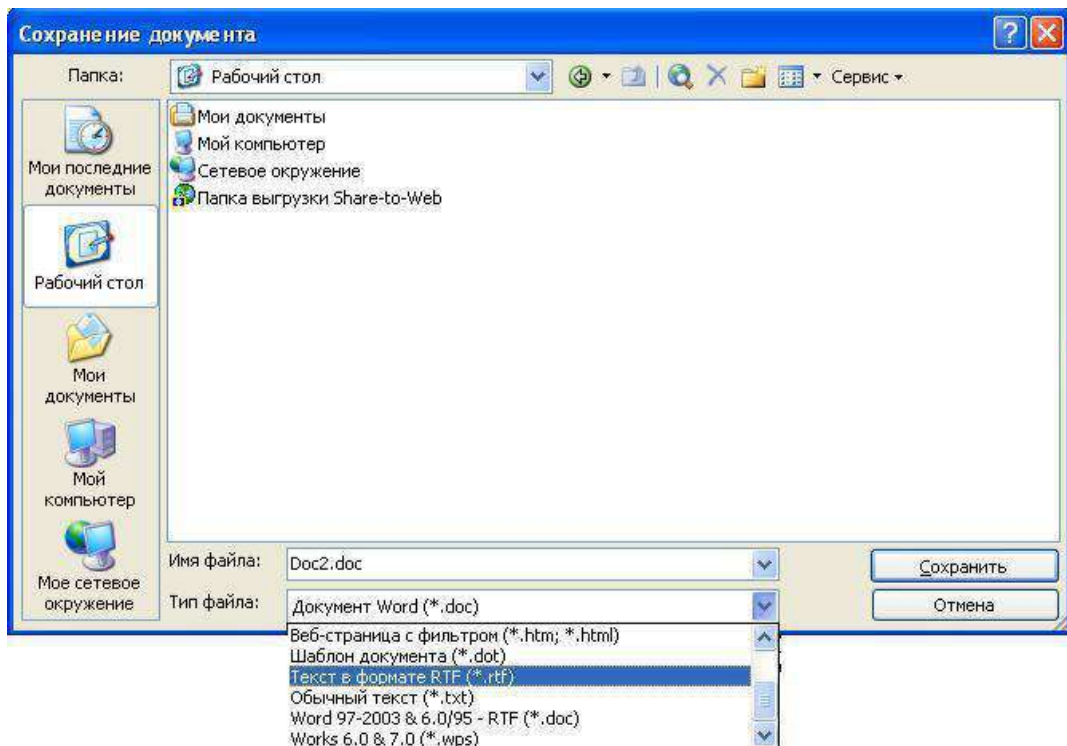 Сохранение документа
Папка:
Рабочий стол
Сервис
Мои последние
документы
Рабочий стол
Мои
документы
Мой
компьютер
Мое сетевое
окружение
Мои документы
Мой компьютер
Сетевое окружение
Папка выгрузки Share-to-Web
Имя файла:
Doc2.doc
Сохранить
Тип файла:
Документ Word (*.doc)
Отмена
Веб-страница с фильтром (*.htm; *.html)
Шаблон документа (*.dot)
Текст в формате RTF (*.rtf)
Обычный текст (*.txt)
Word 97-2003 & 6.0/95 - RTF (*.doc)
Works 6.0 & 7.0 (*.wps)